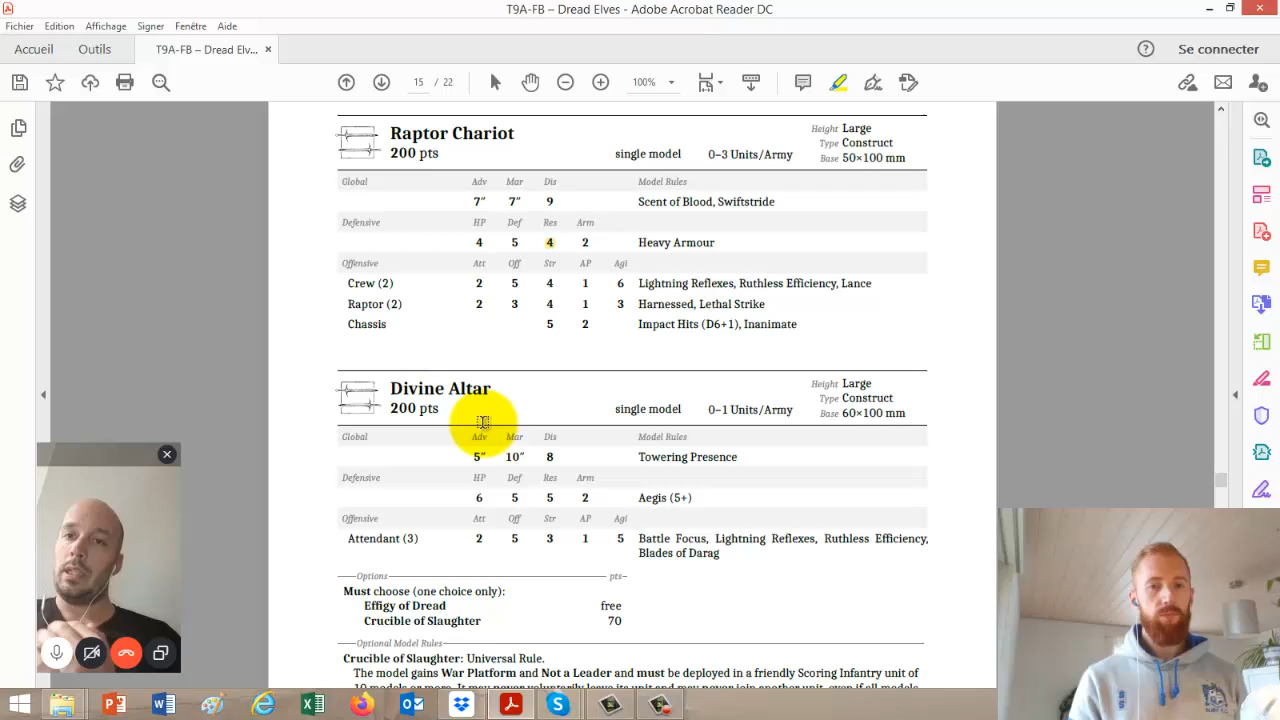 T9A-FB – Dread Elves - Adobe Acrobat Reader DC
Fichier Edition Affichage Signer Fenêtre Aide
Accueil Outils T9A-FB – Dread Elv... × Se connecter
15 / 22 100%
Raptor Chariot
200 pts single model 0–3 Units/Army
Height Large
Type Construct
Base 50×100 mm
Global Adv Mar Dis Model Rules
7″ 7″ 9 Scent of Blood, Swiftstride
Defensive HP Def Res Arm
4 5 4 2 Heavy Armour
Offensive Att Off Str AP Agi
Crew (2) 2 5 4 1 6 Lightning Reflexes, Ruthless Efficiency, Lance
Raptor (2) 2 3 4 1 3 Harnessed, Lethal Strike
Chassis 5 2 Impact Hits (D6+1), Inanimate
Divine Altar
200 pts single model 0–1 Units/Army
Height Large
Type Construct
Base 60×100 mm
Global Adv Mar Dis Model Rules
5″ 10″ 8 Towering Presence
Defensive HP Def Res Arm
6 5 5 2 Aegis (5+)
Offensive Att Off Str AP Agi
Attendant (3) 2 5 3 1 5 Battle Focus, Lightning Reflexes, Ruthless Efficiency,
Blades of Darag
Options pts
Must choose (one choice only):
Effigy of Dread free
Crucible of Slaughter 70
Optional Model Rules
Crucible of Slaughter: Universal Rule.
The model gains War Platform and Not a Leader and must be deployed in a friendly Scoring Infantry unit of